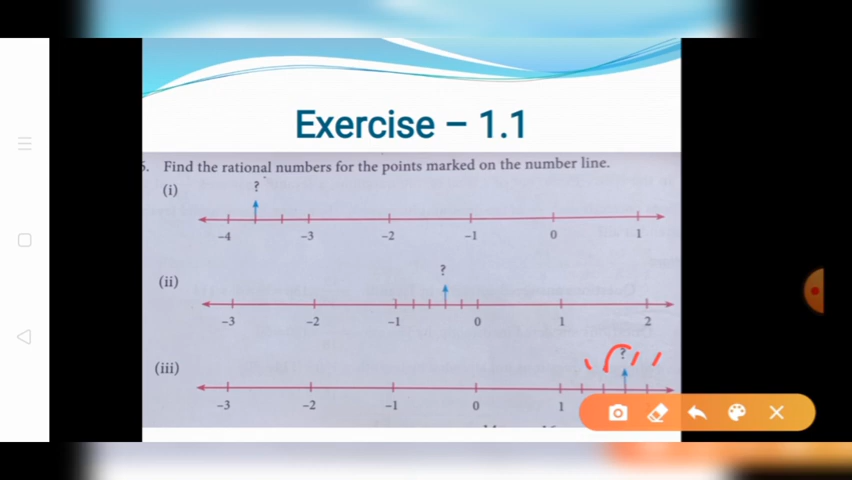 Exercise – 1.1
5. Find the rational numbers for the points marked on the number line.
(i)
?
–4 –3 –2 –1 0 1
(ii)
?
–3 –2 –1 0 1 2
(iii)
?
–3 –2 –1 0 1